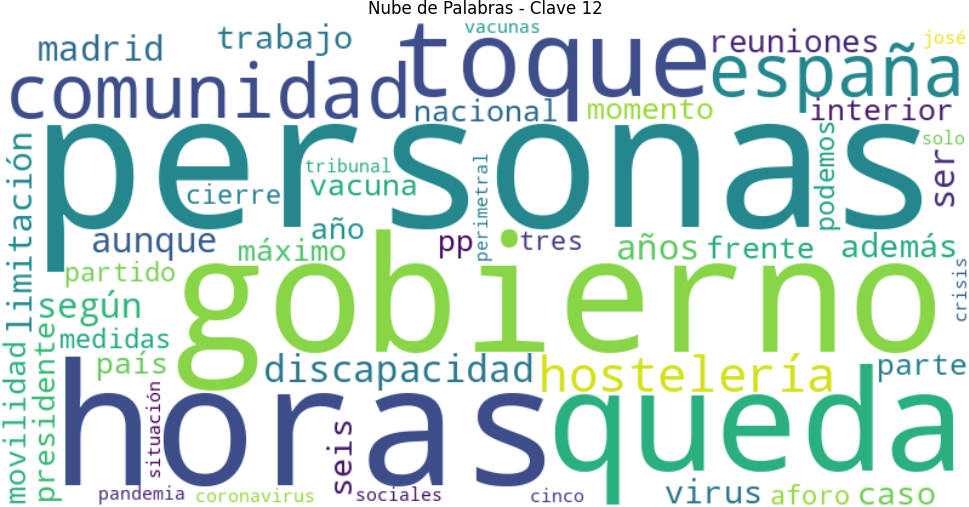 Nube de Palabras - Clave 12
madrid
trabajo
vacunas
toque
reuniones
josé
comunidad
españa
nacional
momento
interior
personas
tribunal
cierre
vacuna
perimetral
podemos
solo
ser
limitación
aunque
año
máximo
pp
tres
años
frente
además
partido
gobierno
crisis
según
medidas
movilidad
presidente
país
discapacidad
hostelería
parte
horas
queda
situación
seis
pandemia
coronavirus
sociales
cinco
virus
aforo
caso